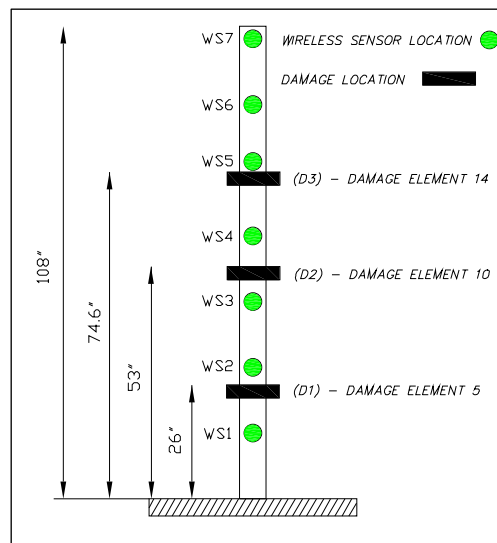 WS7
WIRELESS SENSOR LOCATION
DAMAGE LOCATION
WS6
WS5
(D3) - DAMAGE ELEMENT 14
WS4
(D2) - DAMAGE ELEMENT 10
WS3
WS2
(D1) - DAMAGE ELEMENT 5
WS1
108"
74.6"
53"
26"